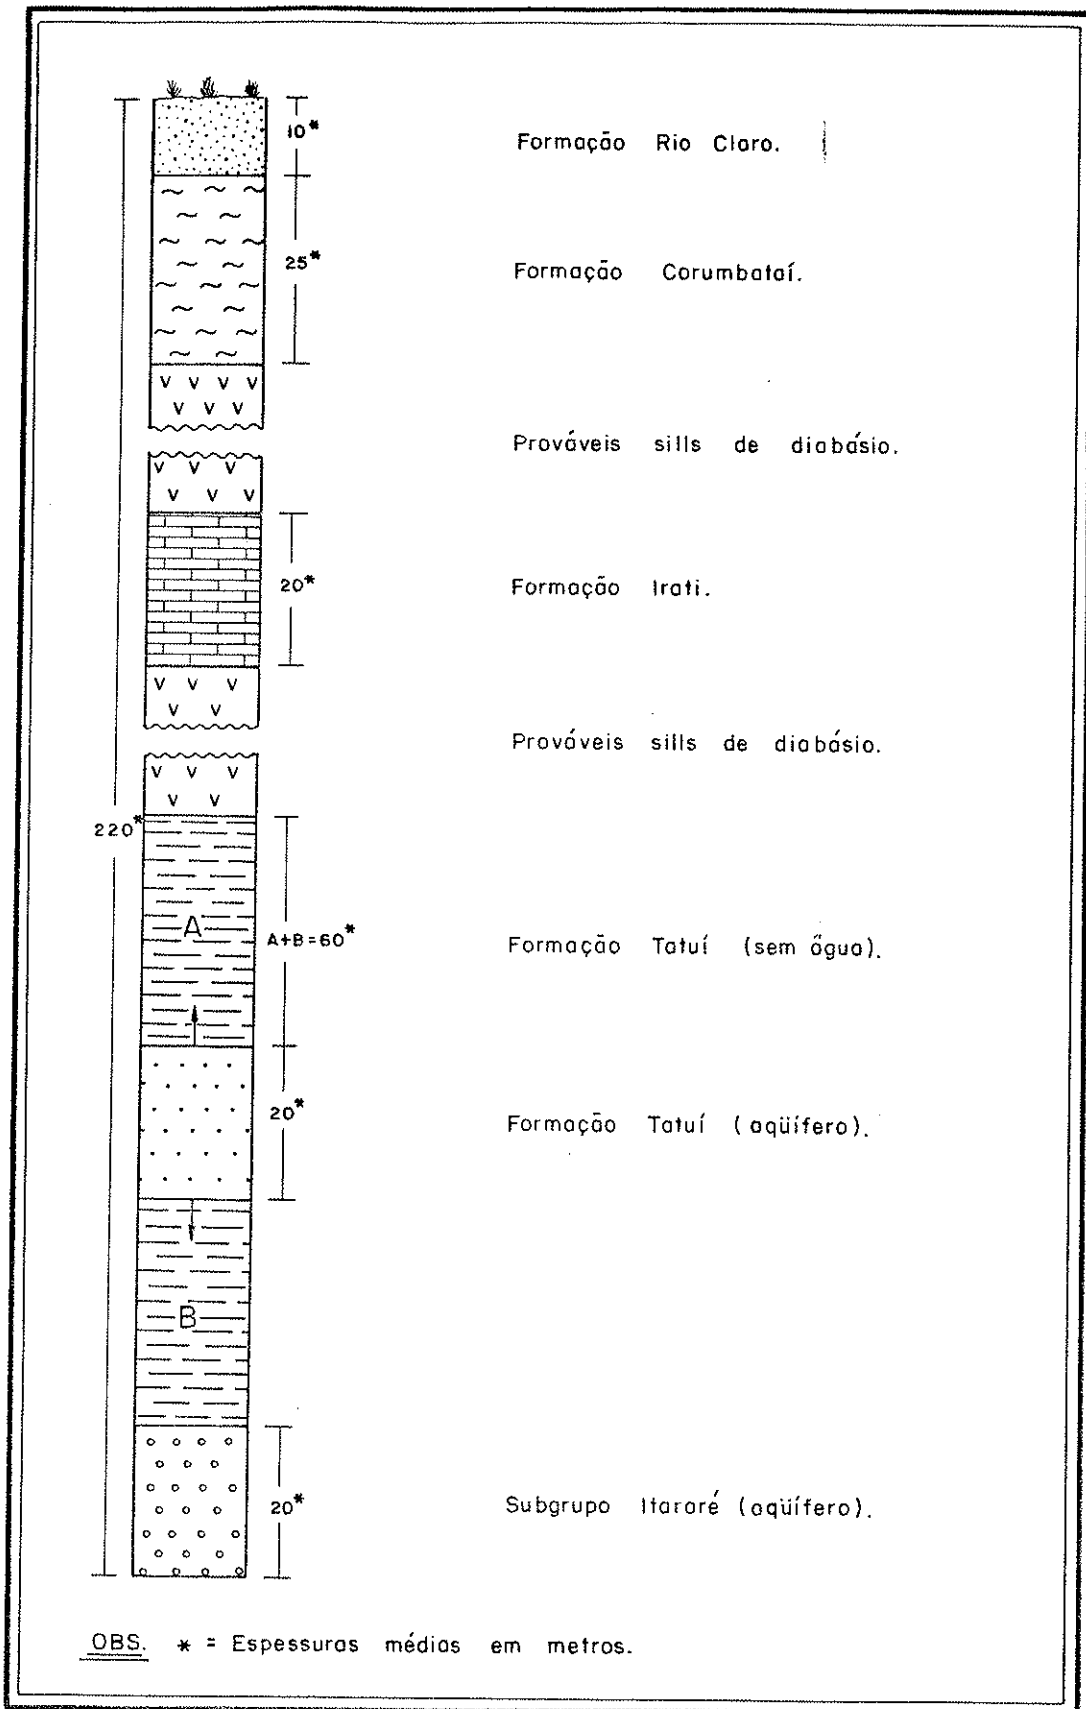 10*
Formação Rio Claro.
25*
Formação Corumbataí.
Prováveis sills de diabásio.
20*
Formação Irati.
Prováveis sills de diabásio.
220*
A
A+B=60*
Formação Tatuí (sem água).
20*
Formação Tatuí (aqüífero).
B
20*
Subgrupo Itararé (aqüífero).
OBS. * = Espessuras médias em metros.